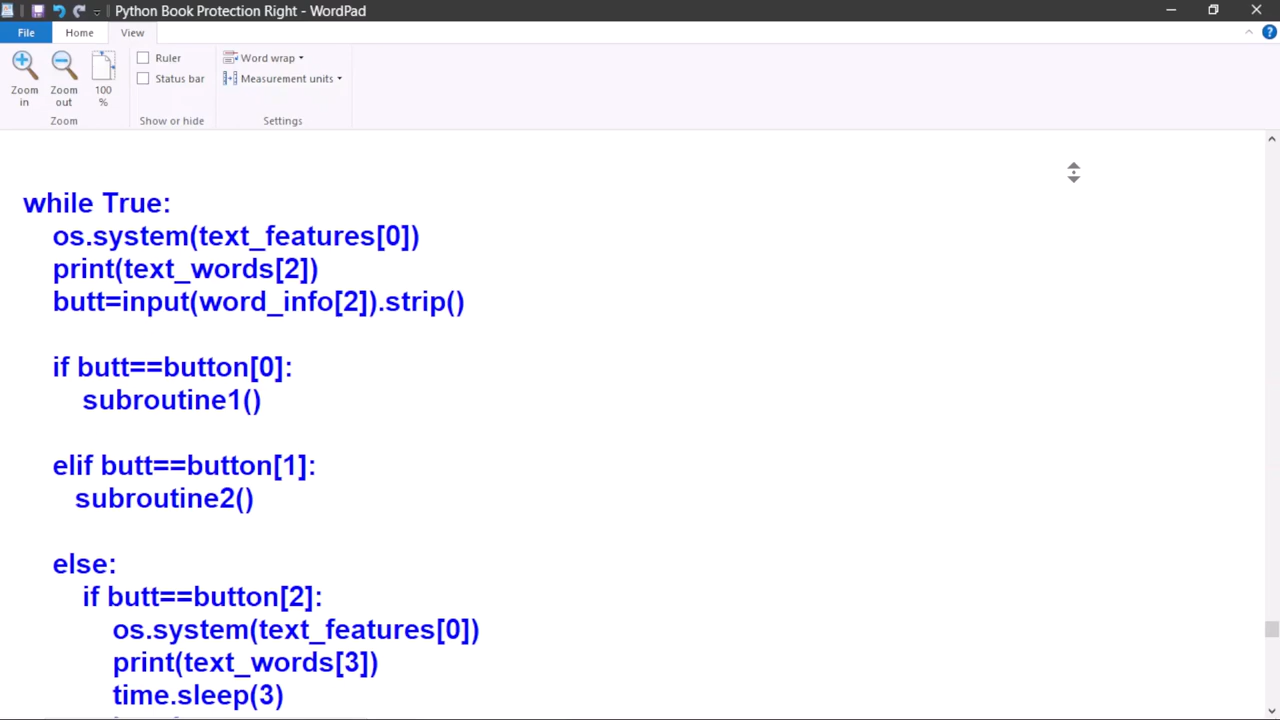 Python Book Protection Right - WordPad
File
Home
View
Zoom in
Zoom out
100 %
Ruler
Status bar
Word wrap
Measurement units
Zoom
Show or hide
Settings
while True:
os.system(text_features[0])
print(text_words[2])
butt=input(word_info[2]).strip()
if butt==button[0]:
subroutine1()
elif butt==button[1]:
subroutine2()
else:
if butt==button[2]:
os.system(text_features[0])
print(text_words[3])
time.sleep(3)